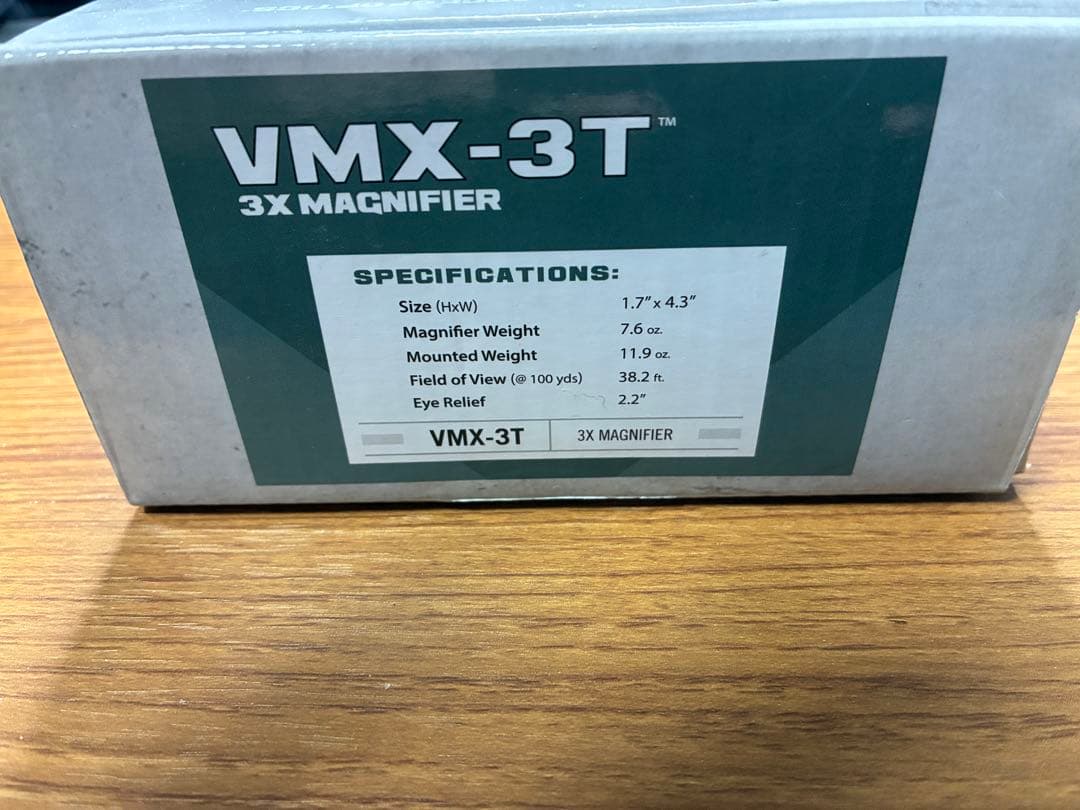 VMX-3T™
3X MAGNIFIER
SPECIFICATIONS:
Size (HxW) 1.7" x 4.3"
Magnifier Weight 7.6 oz.
Mounted Weight 11.9 oz.
Field of View (@ 100 yds) 38.2 ft.
Eye Relief 2.2"
VMX-3T 3X MAGNIFIER